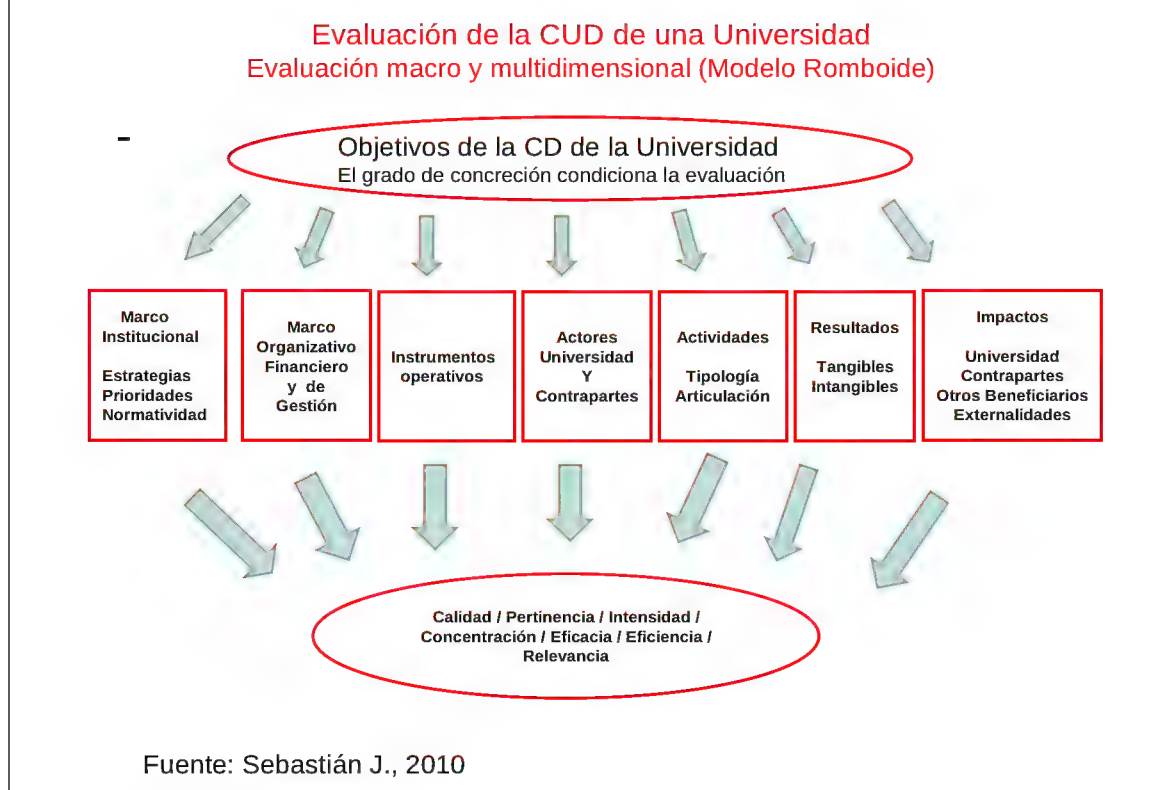 Evaluación de la CUD de una Universidad
Evaluación macro y multidimensional (Modelo Romboide)
-
Objetivos de la CD de la Universidad
El grado de concreción condiciona la evaluación
Marco
Institucional
Estrategias
Prioridades
Normatividad
Marco
Organizativo
Financiero
y de
Gestión
Instrumentos
operativos
Actores
Universidad
Y
Contrapartes
Actividades
Tipología
Articulación
Resultados
Tangibles
Intangibles
Impactos
Universidad
Contrapartes
Otros Beneficiarios
Externalidades
Calidad / Pertinencia / Intensidad /
Concentración / Eficacia / Eficiencia /
Relevancia
Fuente: Sebastián J., 2010